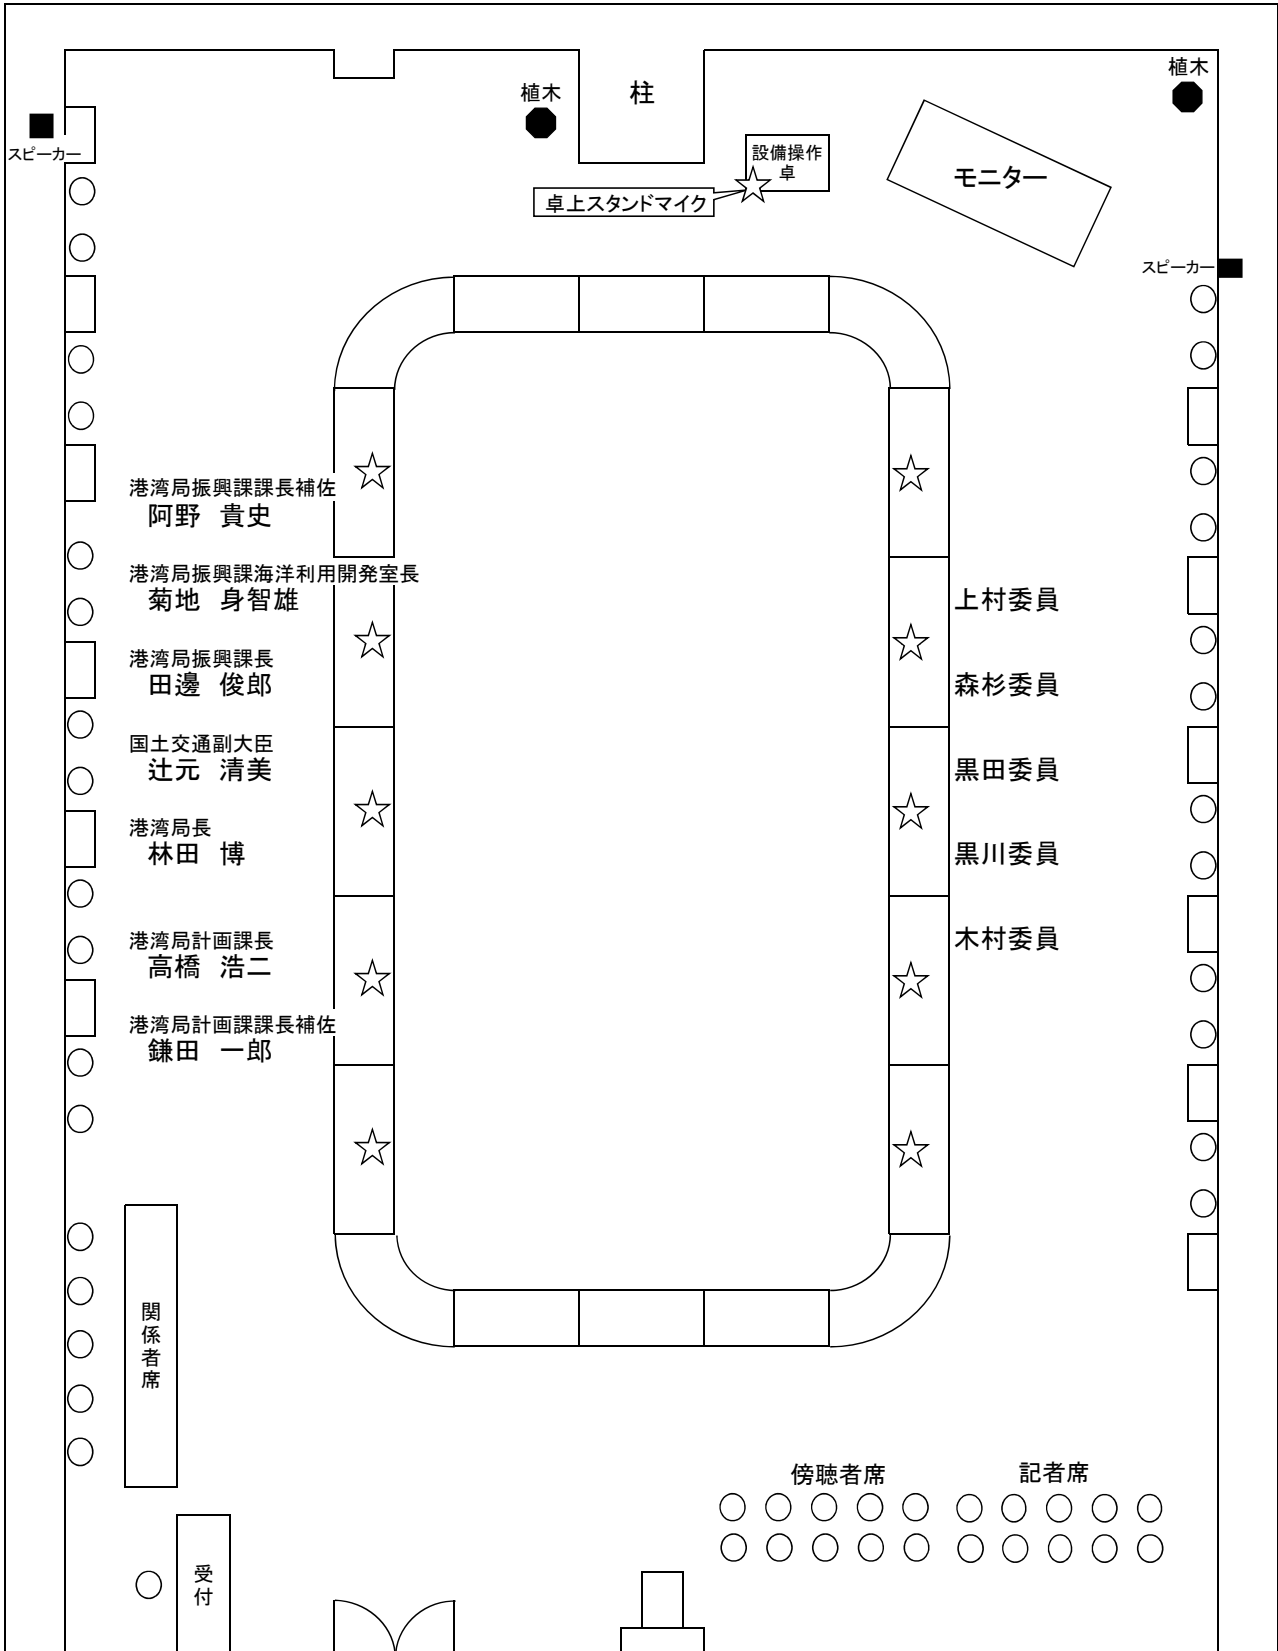 植木
柱
植木
スピーカー
設備操作
卓
モニター
卓上スタンドマイク
スピーカー
港湾局振興課課長補佐
阿野 貴史
港湾局振興課海洋利用開発室長
菊地 身智雄
上村委員
港湾局振興課長
田邊 俊郎
森杉委員
国土交通副大臣
辻元 清美
黒田委員
港湾局長
林田 博
黒川委員
港湾局計画課長
高橋 浩二
木村委員
港湾局計画課課長補佐
鎌田 一郎
関係者席
傍聴者席
記者席
受付